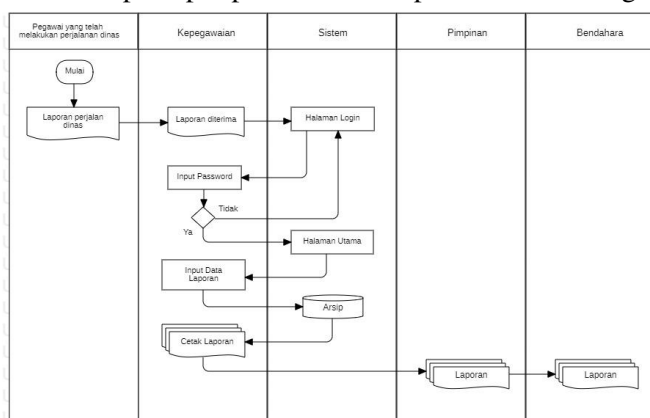 Pegawai yang telah
melakukan perjalanan dinas
Kepegawaian
Sistem
Pimpinan
Bendahara
Mulai
Laporan perjalan
dinas
Laporan diterima
Halaman Login
Input Password
Tidak
Ya
Halaman Utama
Input Data
Laporan
Arsip
Cetak Laporan
Laporan
Laporan